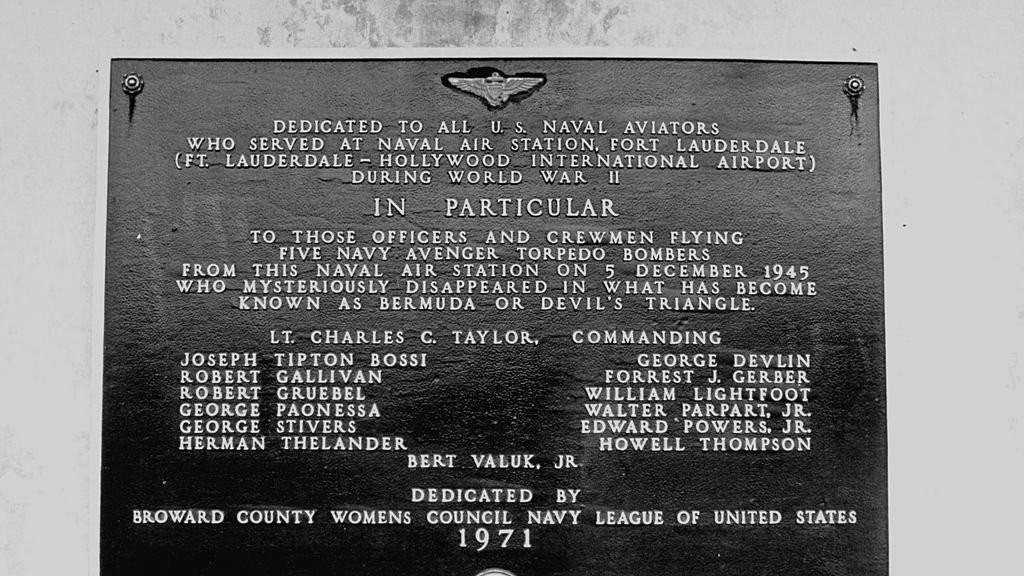 DEDICATED TO ALL U. S. NAVAL AVIATORS
WHO SERVED AT NAVAL AIR STATION, FORT LAUDERDALE
(FT. LAUDERDALE – HOLLYWOOD INTERNATIONAL AIRPORT)
DURING WORLD WAR II
IN PARTICULAR
TO THOSE OFFICERS AND CREWMEN FLYING
FIVE NAVY AVENGER TORPEDO BOMBERS
FROM THIS NAVAL AIR STATION ON 5 DECEMBER 1945
WHO MYSTERIOUSLY DISAPPEARED IN WHAT HAS BECOME
KNOWN AS BERMUDA OR DEVIL'S TRIANGLE.
LT. CHARLES C. TAYLOR, COMMANDING
JOSEPH TIPTON BOSSI GEORGE DEVLIN
ROBERT GALLIVAN FORREST J. GERBER
ROBERT GRUEBEL WILLIAM LIGHTFOOT
GEORGE PAONESSA WALTER PARPART, JR.
GEORGE STIVERS EDWARD POWERS, JR.
HERMAN THELANDER HOWELL THOMPSON
BERT VALUK, JR
DEDICATED BY
BROWARD COUNTY WOMENS COUNCIL NAVY LEAGUE OF UNITED STATES
1971